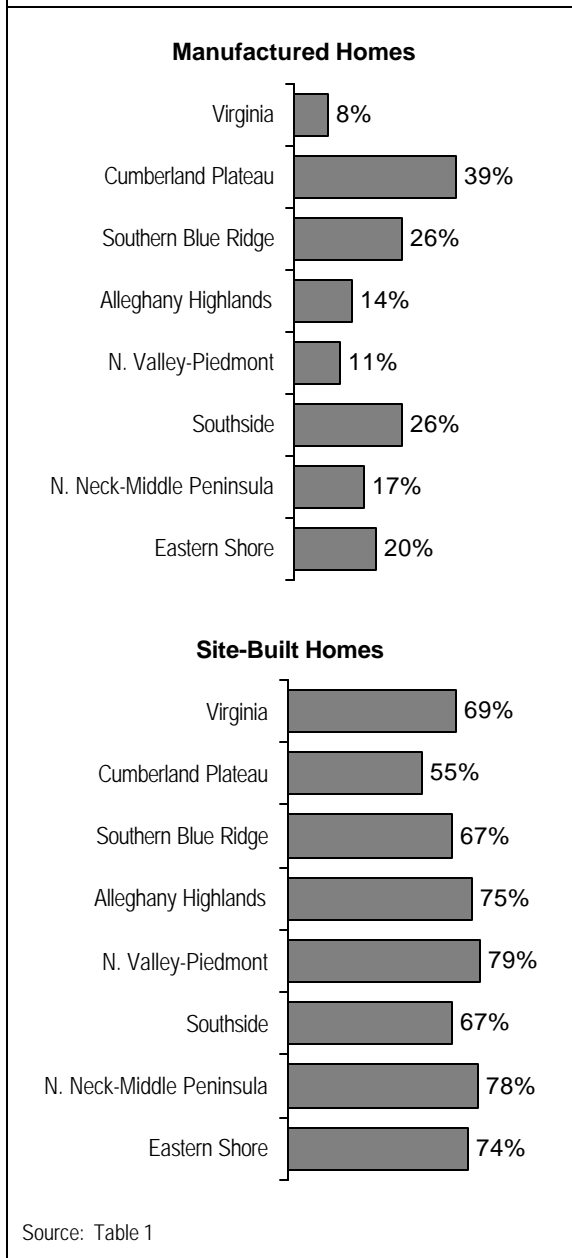 Manufactured Homes
Virginia 8%
Cumberland Plateau 39%
Southern Blue Ridge 26%
Alleghany Highlands 14%
N. Valley-Piedmont 11%
Southside 26%
N. Neck-Middle Peninsula 17%
Eastern Shore 20%
Site-Built Homes
Virginia 69%
Cumberland Plateau 55%
Southern Blue Ridge 67%
Alleghany Highlands 75%
N. Valley-Piedmont 79%
Southside 67%
N. Neck-Middle Peninsula 78%
Eastern Shore 74%
Source: Table 1